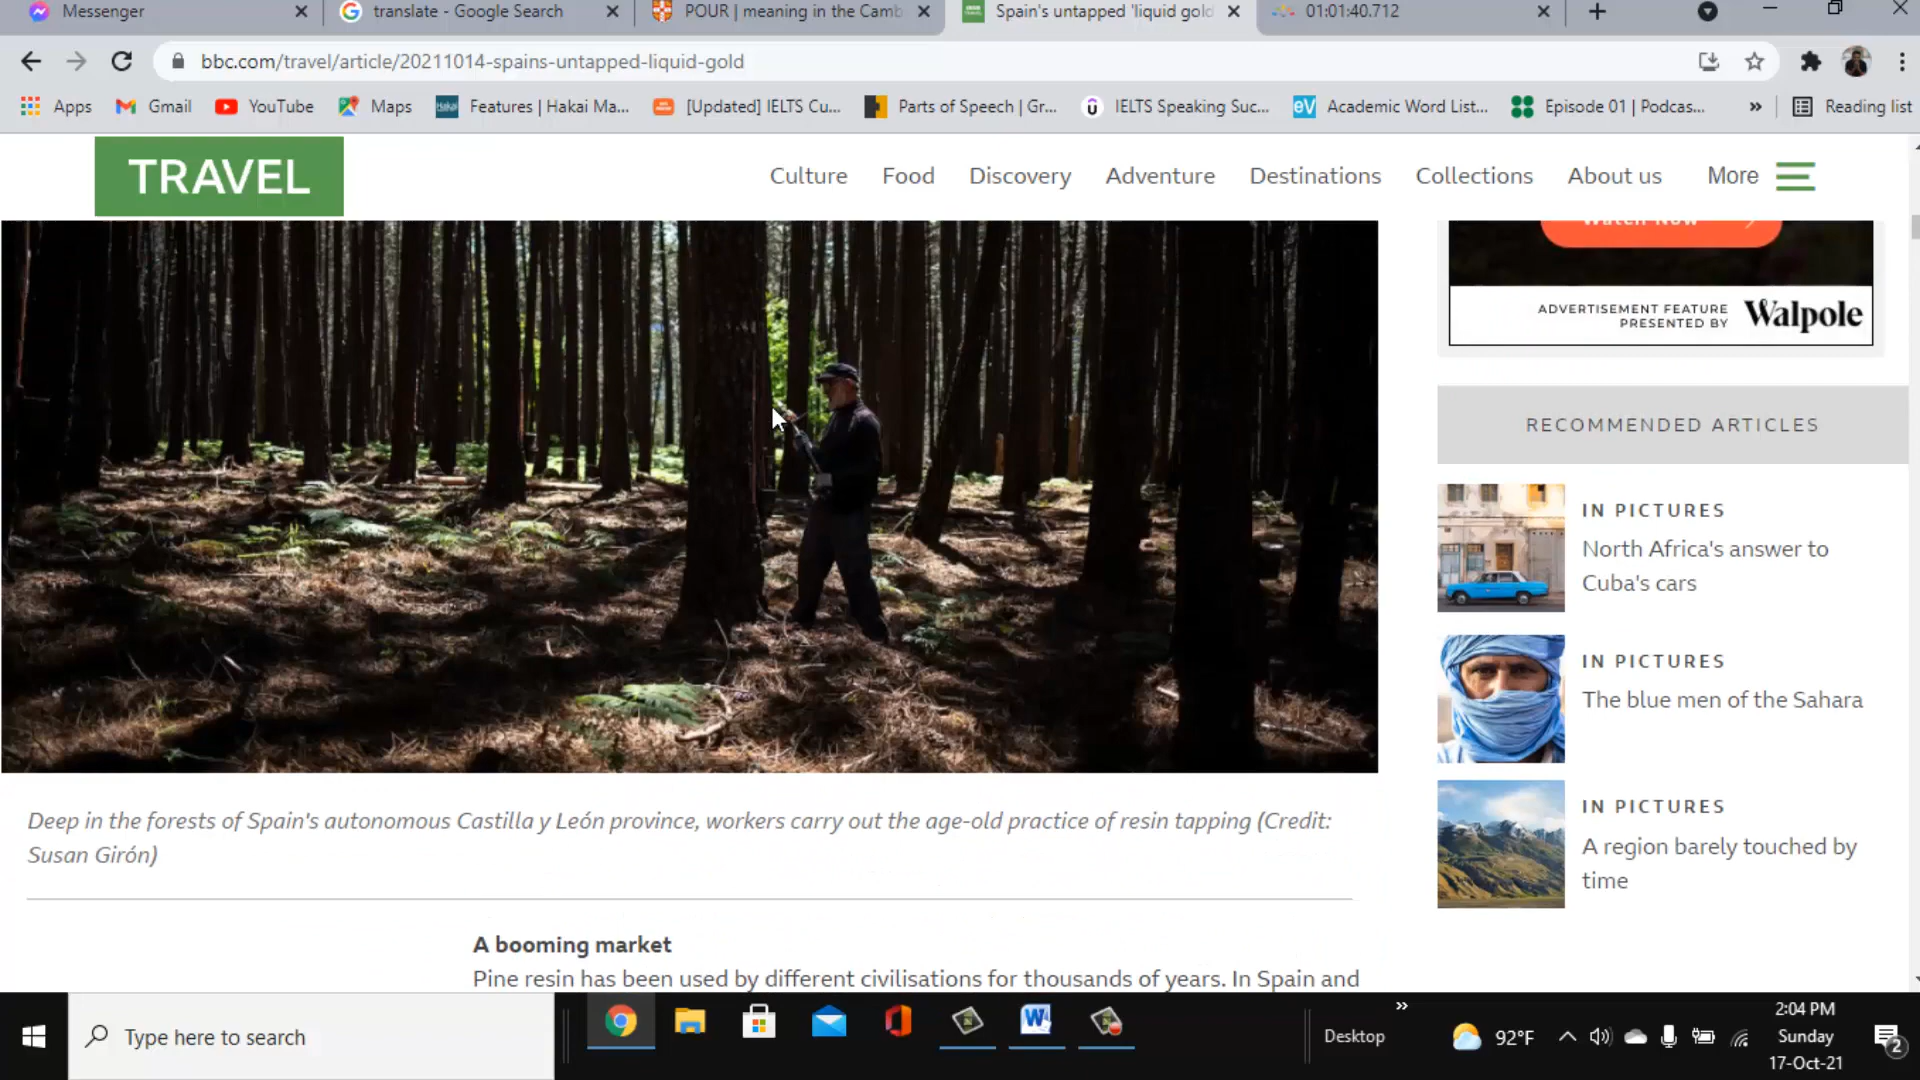 Messenger
translate - Google Search
POUR | meaning in the Camb
Spain's untapped 'liquid gold
01:01:40.712
bbc.com/travel/article/20211014-spains-untapped-liquid-gold
Apps
Gmail
YouTube
Maps
Features | Hakai Ma...
[Updated] IELTS Cu...
Parts of Speech | Gr...
IELTS Speaking Suc...
Academic Word List...
Episode 01 | Podcas...
Reading list
TRAVEL
Culture
Food
Discovery
Adventure
Destinations
Collections
About us
More
Watch Now
ADVERTISEMENT FEATURE
PRESENTED BY
Walpole
RECOMMENDED ARTICLES
IN PICTURES
North Africa's answer to
Cuba's cars
IN PICTURES
The blue men of the Sahara
IN PICTURES
A region barely touched by
time
Deep in the forests of Spain's autonomous Castilla y León province, workers carry out the age-old practice of resin tapping (Credit:
Susan Girón)
A booming market
Pine resin has been used by different civilisations for thousands of years. In Spain and
Type here to search
Desktop
92°F
2:04 PM
Sunday
17-Oct-21
2